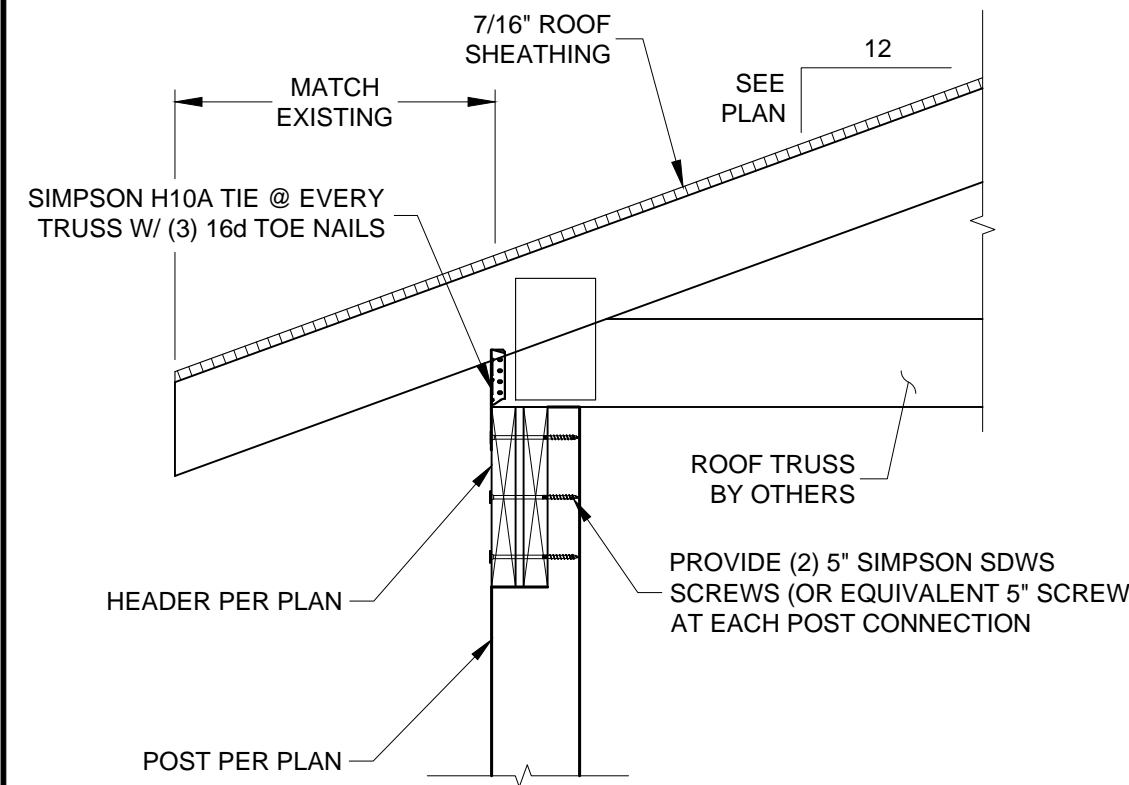 7/16" ROOF
SHEATHING
12
SEE
PLAN
MATCH
EXISTING
SIMPSON H10A TIE @ EVERY
TRUSS W/ (3) 16d TOE NAILS
ROOF TRUSS
BY OTHERS
PROVIDE (2) 5" SIMPSON SDWS
SCREWS (OR EQUIVALENT 5" SCREW
AT EACH POST CONNECTION
HEADER PER PLAN
POST PER PLAN